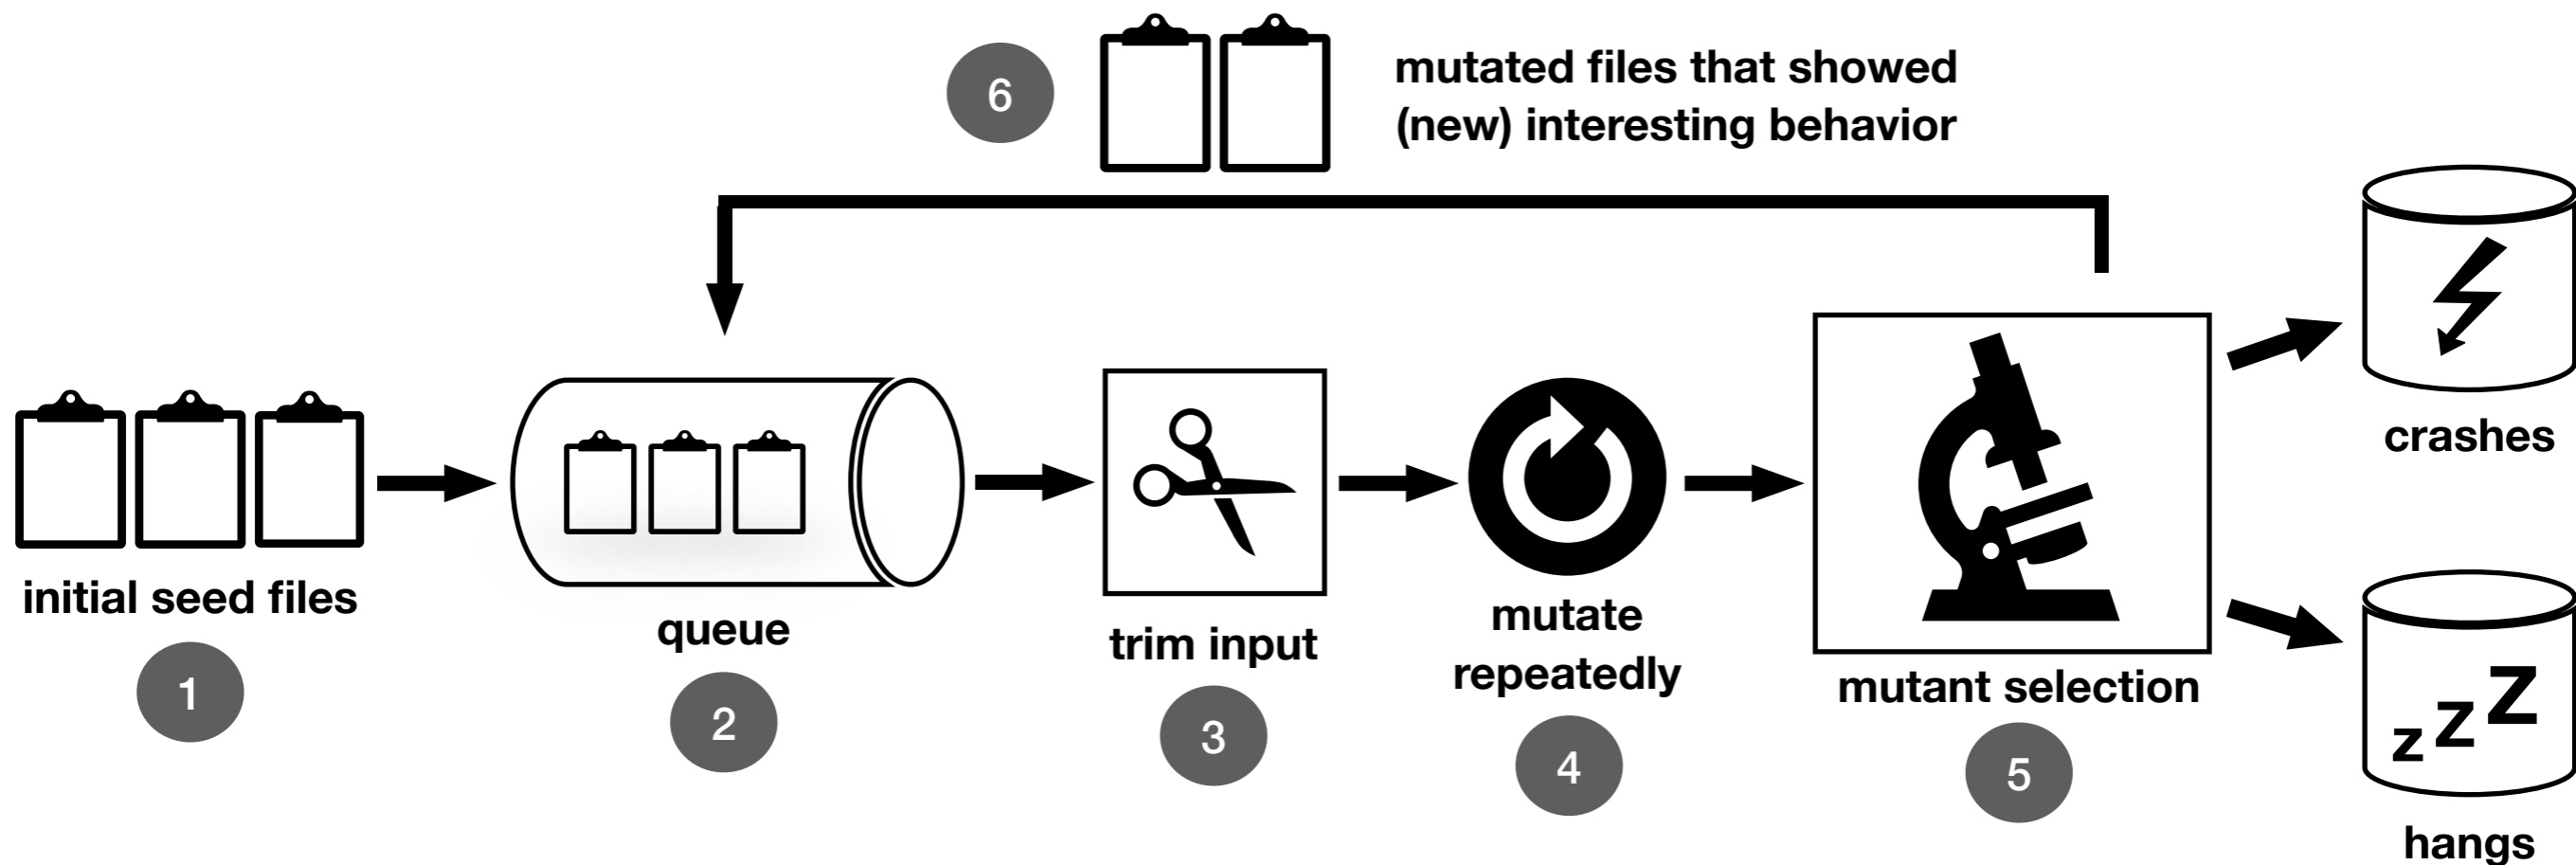 6
mutated files that showed
(new) interesting behavior
initial seed files
1
queue
2
trim input
3
mutate
repeatedly
4
mutant selection
5
crashes
z z z
hangs